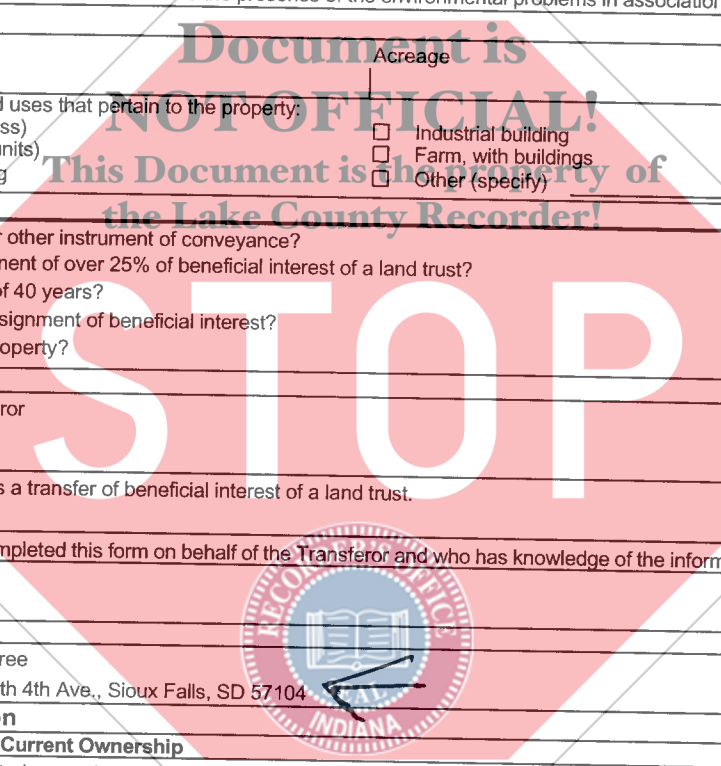 the presence of the environmental problems in association
Document is
Acreage
NOT OFFICIAL!
uses that pertain to the property:
ss)
Industrial building
nits)
Farm, with buildings
This Document is the property of
g
Other (specify)
the Lake County Recorder!
r other instrument of conveyance?
ment of over 25% of beneficial interest of a land trust?
of 40 years?
signment of beneficial interest?
operty?
STOP
ror
s a transfer of beneficial interest of a land trust.
mpleted this form on behalf of the Transferor and who has knowledge of the inform
RECORDER'S OFFICE
SEAL
INDIANA
ree
th 4th Ave., Sioux Falls, SD 57104
n
Current Ownership